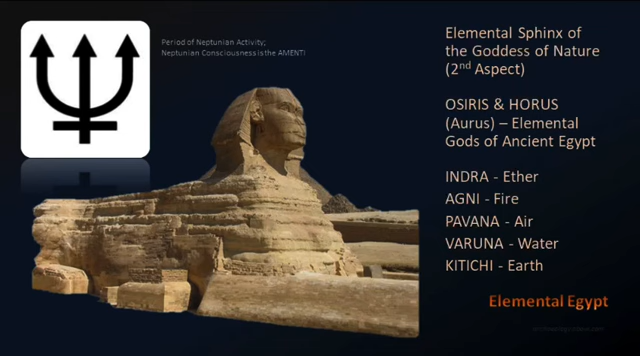 Period of Neptunian Activity;
Neptunian Consciousness is the AMENTI
Elemental Sphinx of
the Goddess of Nature
(2nd Aspect)
OSIRIS & HORUS
(Aurus) – Elemental
Gods of Ancient Egypt
INDRA - Ether
AGNI - Fire
PAVANA - Air
VARUNA - Water
KITICHI - Earth
Elemental Egypt